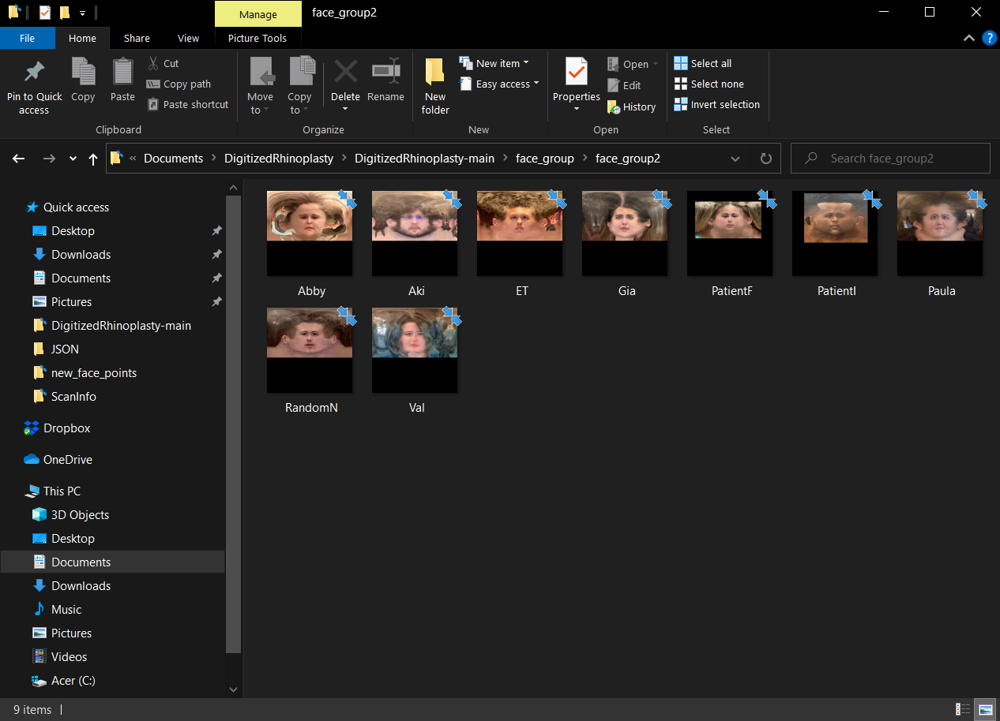 Manage
face_group2
File
Home
Share
View
Picture Tools
?
Pin to Quick access
Copy
Paste
Cut
Copy path
Paste shortcut
Clipboard
Move to
Copy to
Delete
Rename
Organize
New folder
New item
Easy access
New
Properties
Open
Edit
History
Open
Select all
Select none
Invert selection
Select
« Documents > DigitizedRhinoplasty > DigitizedRhinoplasty-main > face_group > face_group2
Search face_group2
Quick access
Desktop
Downloads
Documents
Pictures
DigitizedRhinoplasty-main
JSON
new_face_points
ScanInfo
Dropbox
OneDrive
This PC
3D Objects
Desktop
Documents
Downloads
Music
Pictures
Videos
Acer (C:)
Abby
Aki
ET
Gia
PatientF
PatientI
Paula
RandomN
Val
9 items